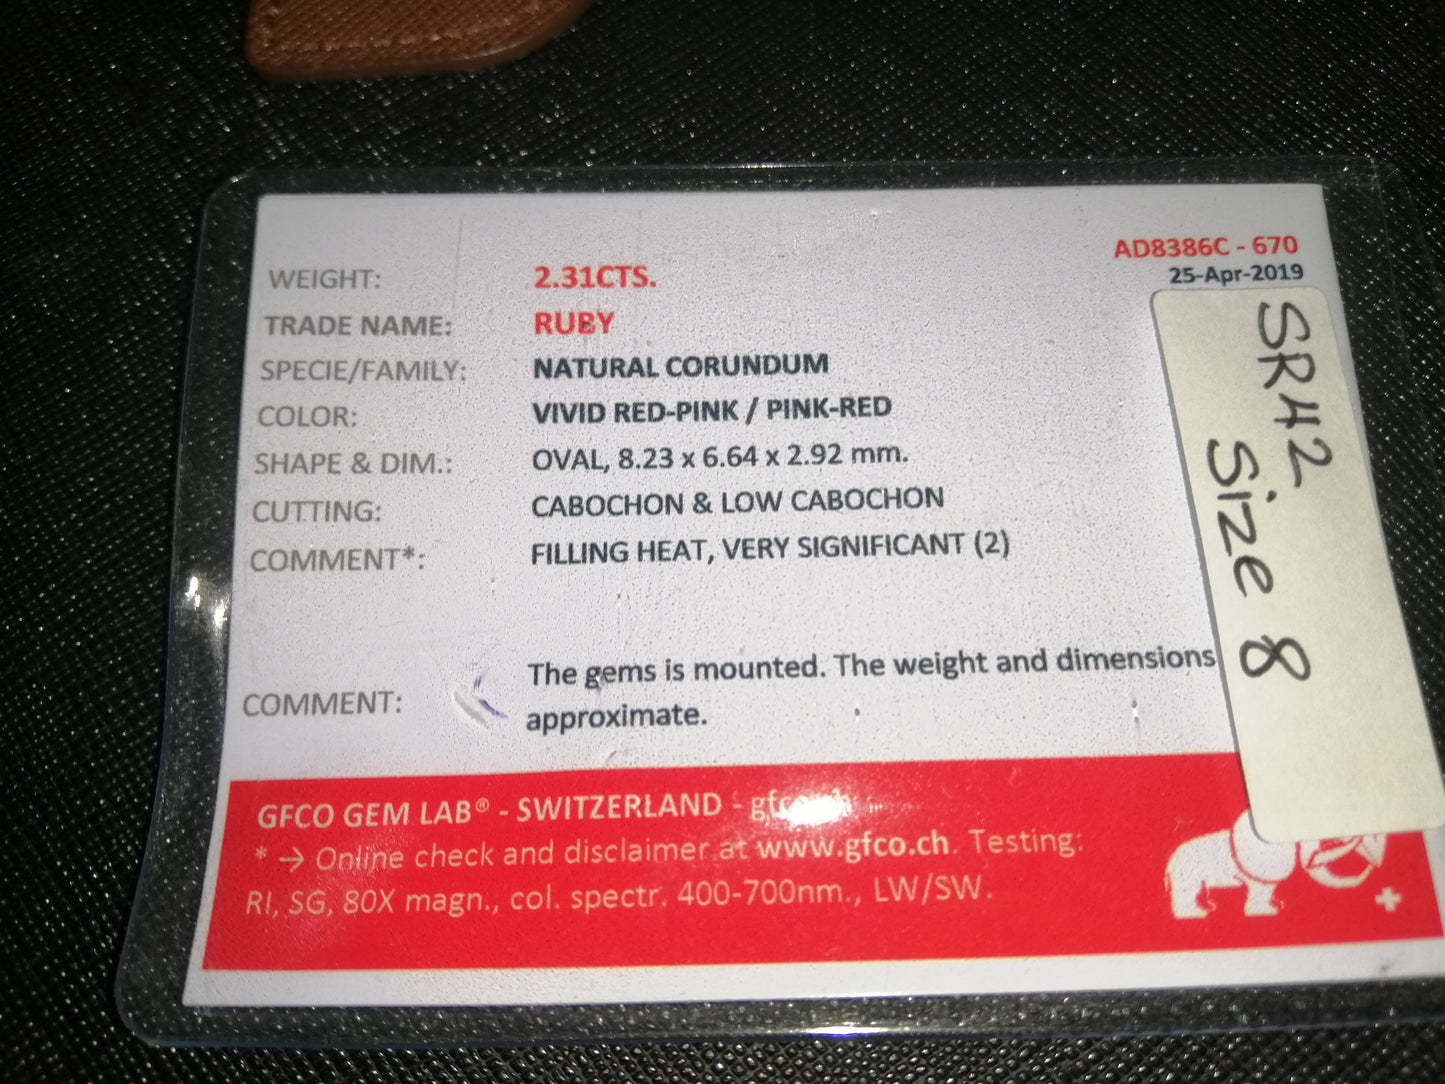 AD8386C - 670
25-Apr-2019
WEIGHT: 2.31CTS.
TRADE NAME: RUBY
SPECIE/FAMILY: NATURAL CORUNDUM
COLOR: VIVID RED-PINK / PINK-RED
SHAPE & DIM.: OVAL, 8.23 x 6.64 x 2.92 mm.
CUTTING: CABOCHON & LOW CABOCHON
COMMENT*: FILLING HEAT, VERY SIGNIFICANT (2)
COMMENT: The gems is mounted. The weight and dimensions
approximate.
GFCO GEM LAB® - SWITZERLAND -
* → Online check and disclaimer at www.gfco.ch. Testing:
RI, SG, 80X magn., col. spectr. 400-700nm., LW/SW.
SR42
Size 8